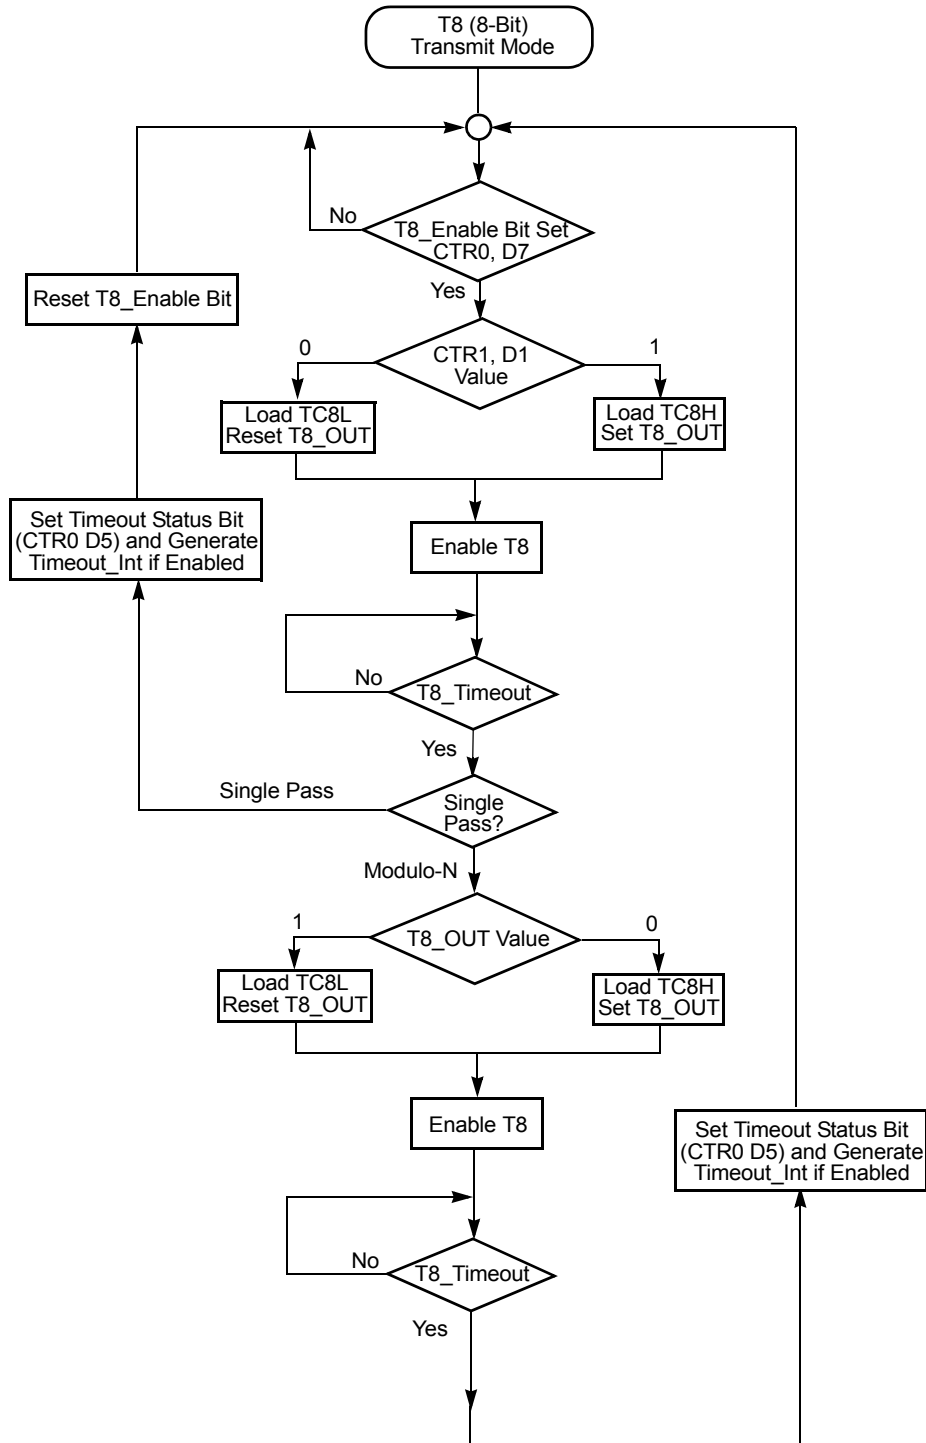 T8 (8-Bit)
Transmit Mode
No
T8_Enable Bit Set
CTR0, D7
Yes
Reset T8_Enable Bit
0
CTR1, D1
Value
1
Load TC8L
Reset T8_OUT
Load TC8H
Set T8_OUT
Set Timeout Status Bit
(CTR0 D5) and Generate
Timeout_Int if Enabled
Enable T8
No
T8_Timeout
Yes
Single Pass
Single
Pass?
Modulo-N
1
T8_OUT Value
0
Load TC8L
Reset T8_OUT
Load TC8H
Set T8_OUT
Enable T8
Set Timeout Status Bit
(CTR0 D5) and Generate
Timeout_Int if Enabled
No
T8_Timeout
Yes